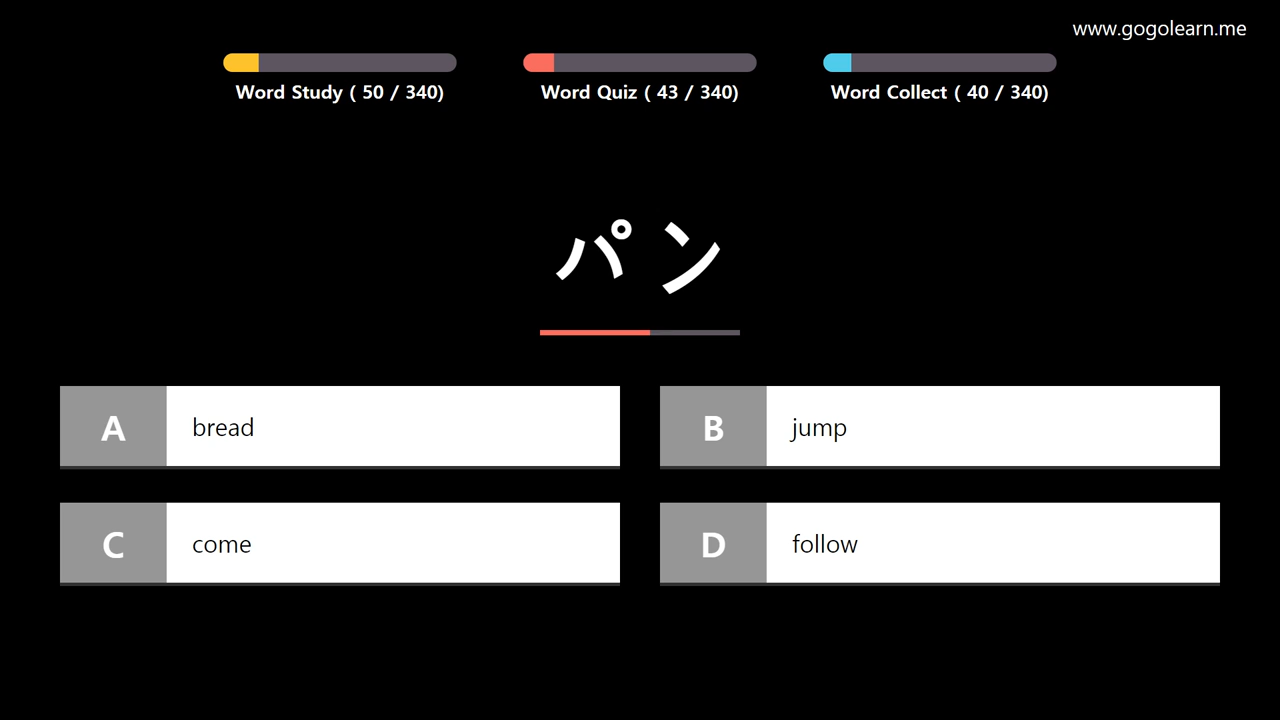 www.gogolearn.me
Word Study ( 50 / 340)
Word Quiz ( 43 / 340)
Word Collect ( 40 / 340)
パン
A bread
B jump
C come
D follow